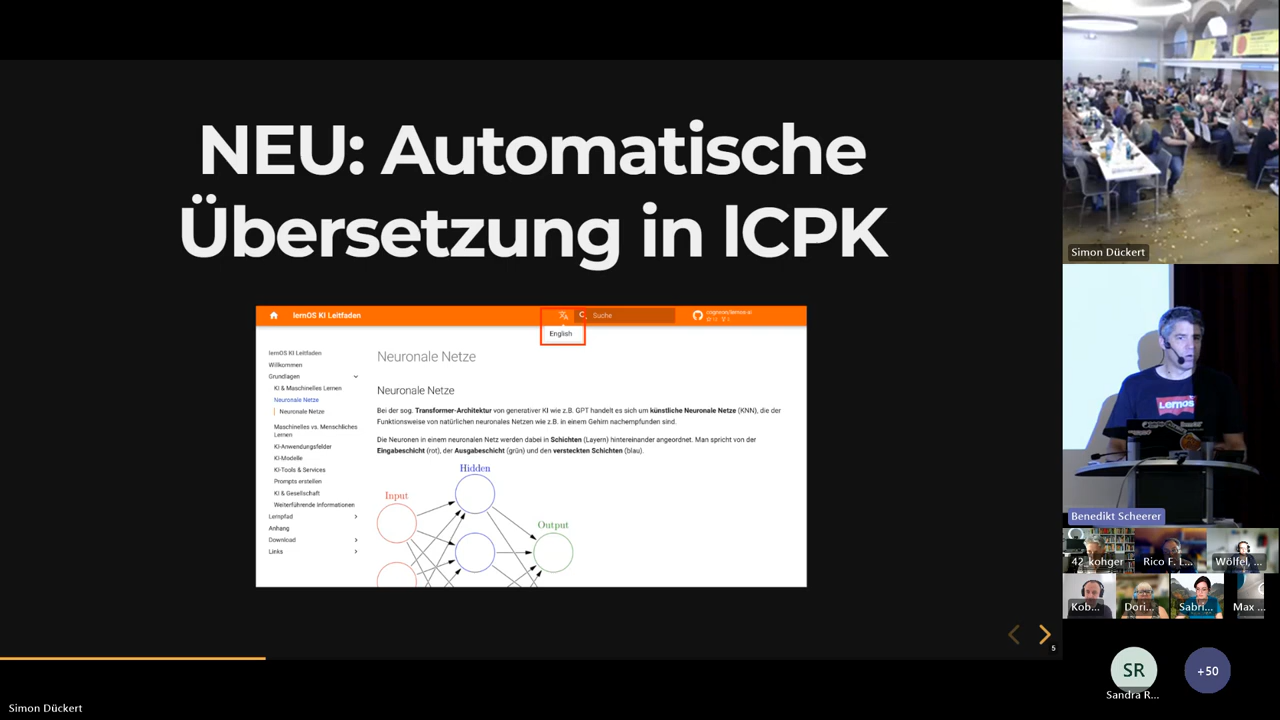 NEU: Automatische
Übersetzung in lCPK
lernOS KI Leitfaden
Suche
English
lernOS KI Leitfaden
Willkommen
Grundlagen
KI & Maschinelles Lernen
Neuronale Netze
Neuronale Netze
Maschinelles vs. Menschliches
Lernen
KI-Anwendungsfelder
KI-Modelle
KI-Tools & Services
Prompts erstellen
KI & Gesellschaft
Weiterführende Informationen
Lernpfad
Anhang
Download
Links
Neuronale Netze
Neuronale Netze
Bei der sog. Transformer-Architektur von generativer KI wie z.B. GPT handelt es sich um künstliche Neuronale Netze (KNN), die der
Funktionsweise von natürlichen neuronales Netzen wie z.B. in einem Gehirn nachempfunden sind.
Die Neuronen in einem neuronalen Netz werden dabei in Schichten (Layern) hintereinander angeordnet. Man spricht von der
Eingabeschicht (rot), der Ausgabeschicht (grün) und den versteckten Schichten (blau).
Hidden
Input
Output
5
Simon Dückert
Simon Dückert
lernos
Benedikt Scheerer
42_kohger
Rico F. L...
Wölfel, ...
Kob...
Dori...
Sabri...
Max ...
SR
Sandra R...
+50